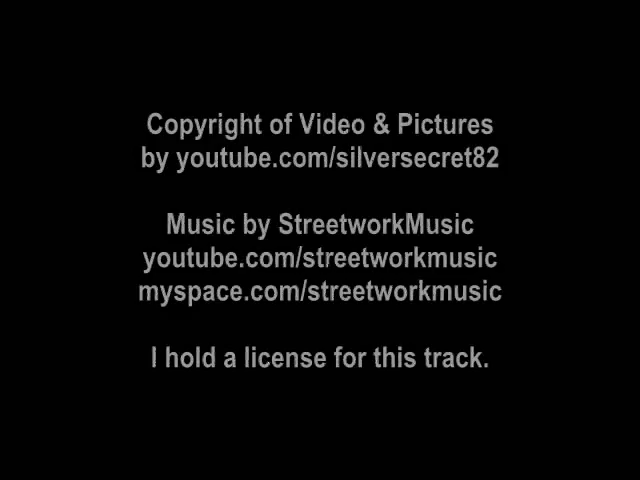 Copyright of Video & Pictures
by youtube.com/silversecret82
Music by StreetworkMusic
youtube.com/streetworkmusic
myspace.com/streetworkmusic
I hold a license for this track.